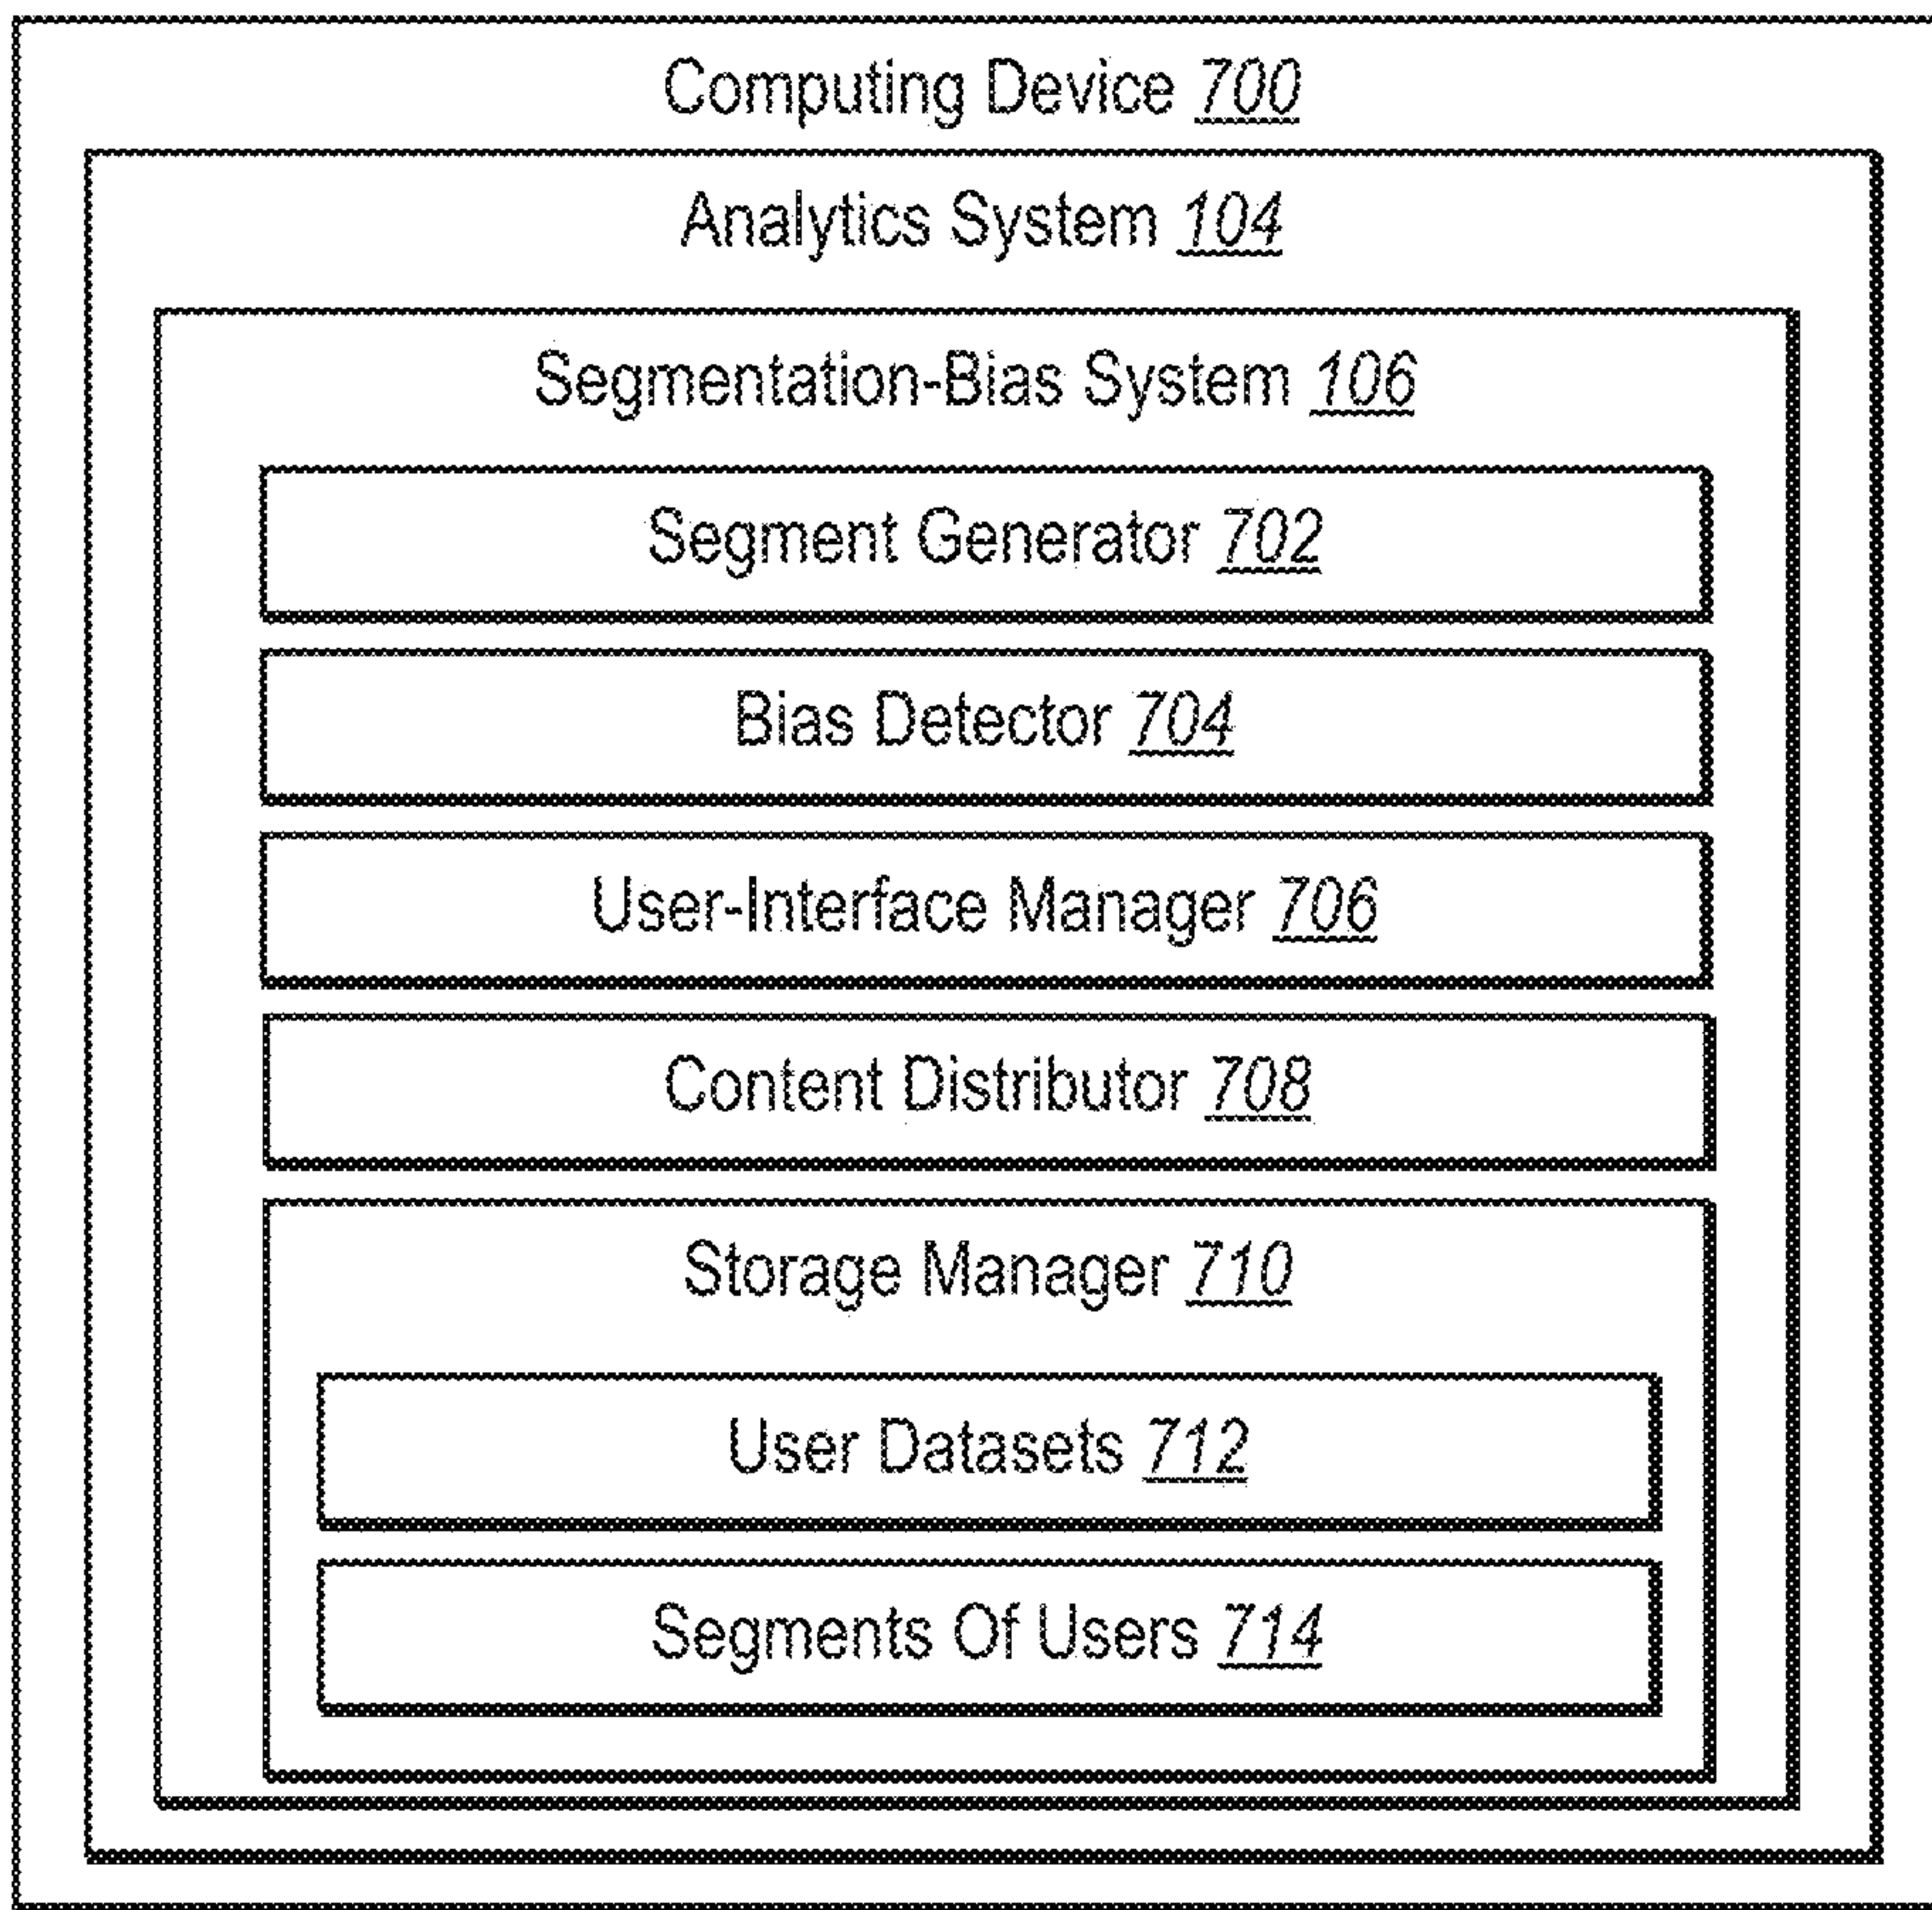 Computing Device 700
Analytics System 104
Segmentation-Bias System 106
Segment Generator 702
Bias Detector 704
User-Interface Manager 706
Content Distributor 708
Storage Manager 710
User Datasets 712
Segments Of Users 714